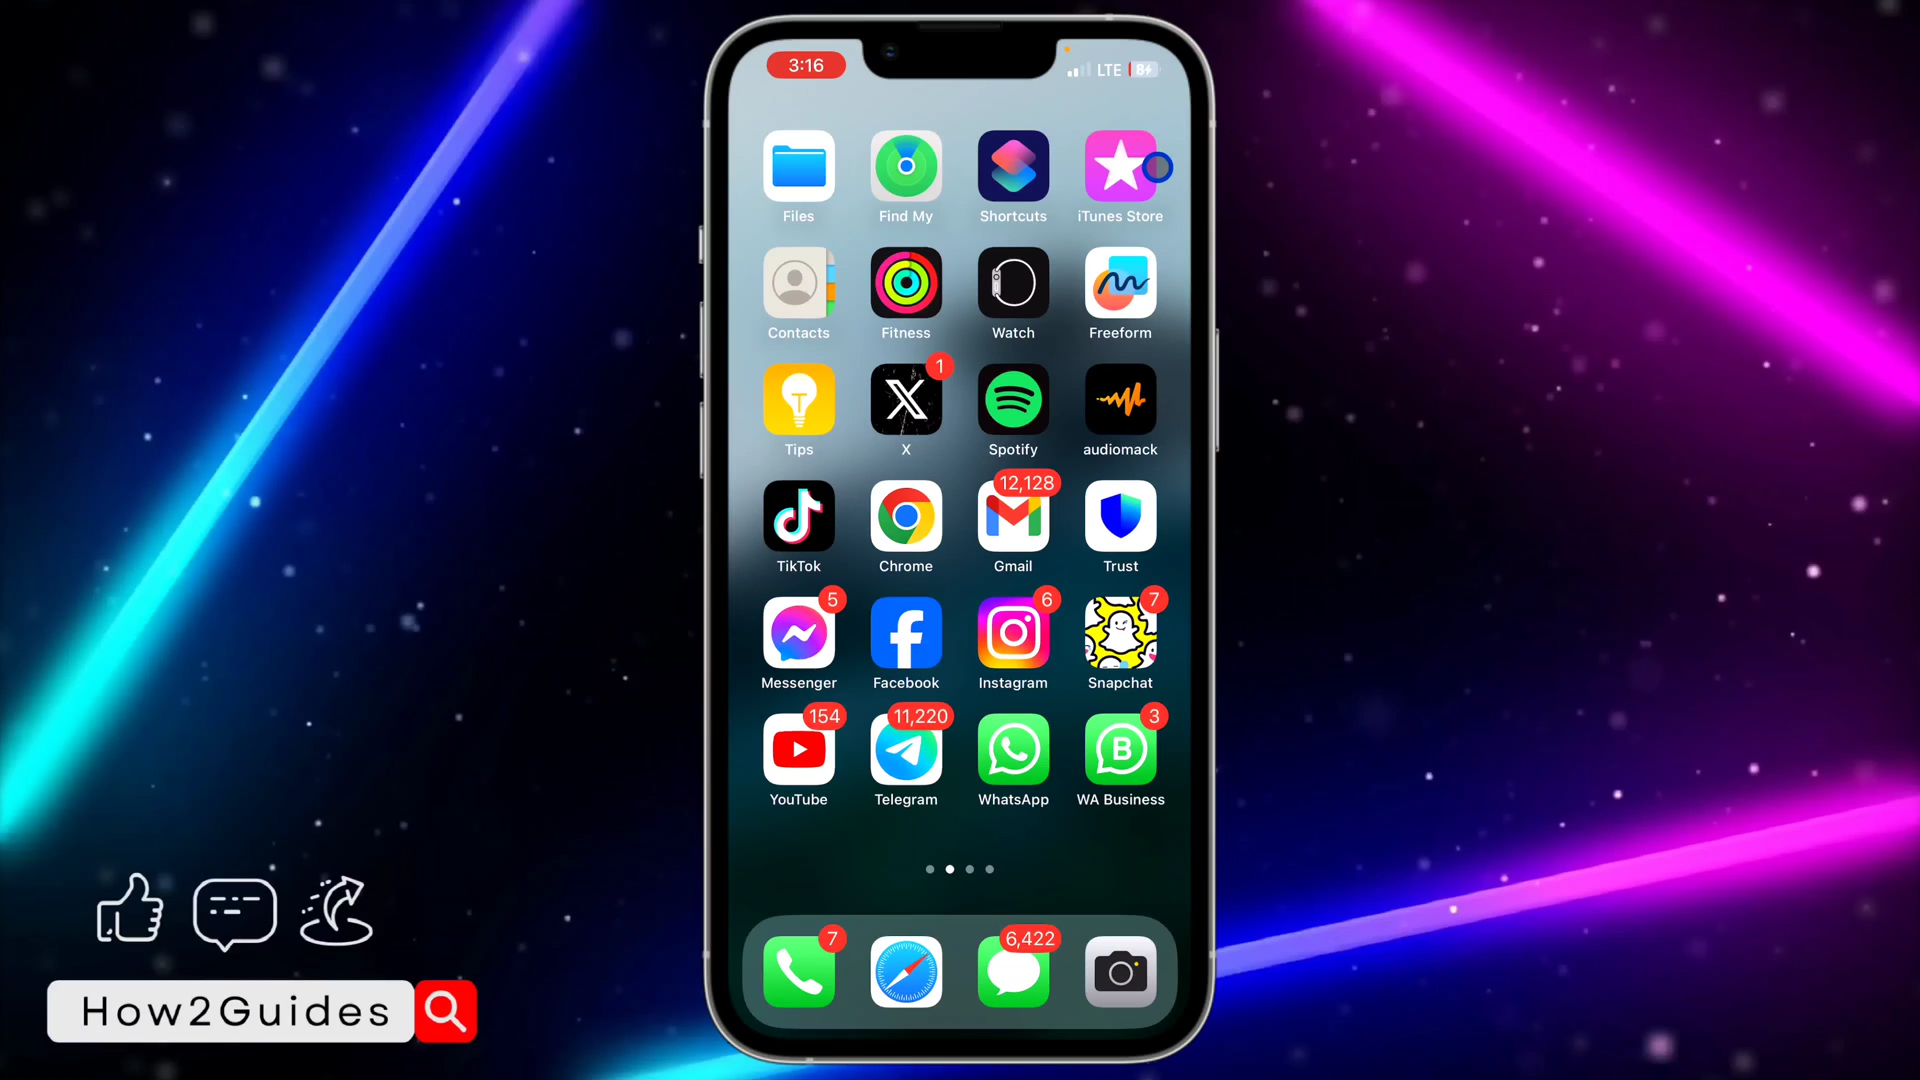 3:16 LTE 8
Files Find My Shortcuts iTunes Store
Contacts Fitness Watch Freeform
1
Tips X Spotify audiomack
12,128
TikTok Chrome Gmail Trust
5 6 7
Messenger Facebook Instagram Snapchat
154 11,220 3
B
YouTube Telegram WhatsApp WA Business
7 6,422
How2Guides